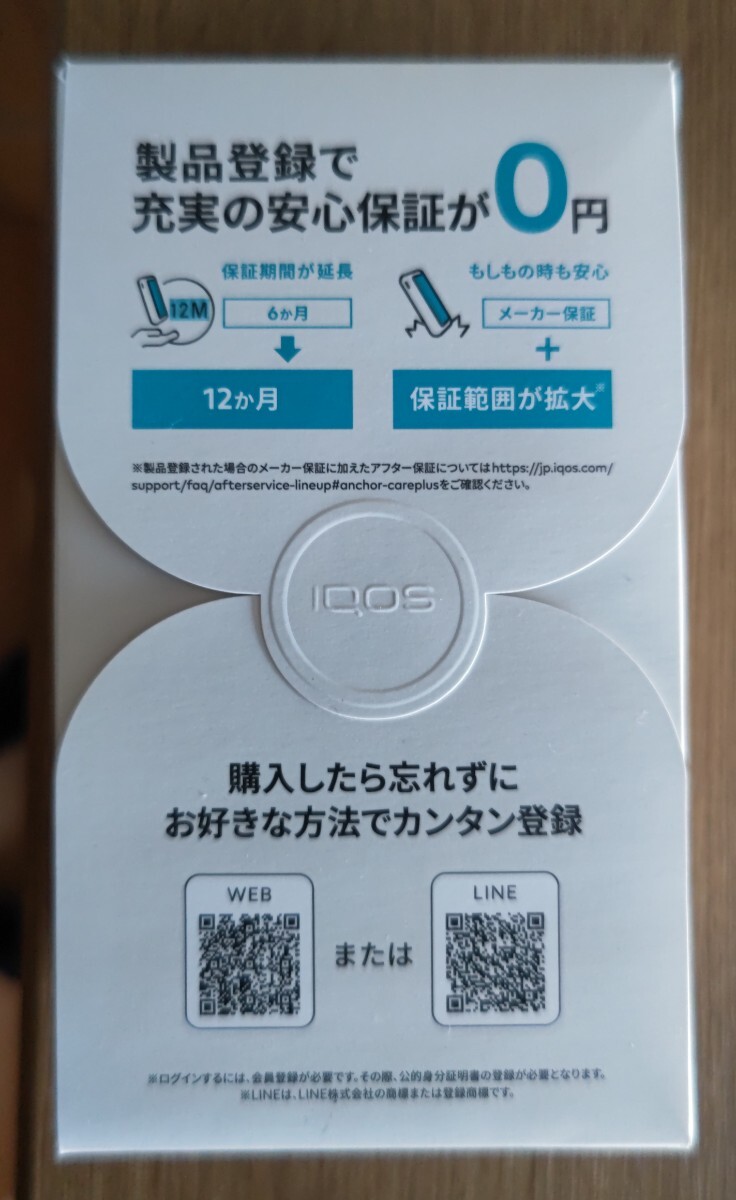 製品登録で
充実の安心保証が0円
保証期間が延長
12M
6か月
12か月
もしもの時も安心
メーカー保証
+
保証範囲が拡大※
※製品登録された場合のメーカー保証に加えたアフター保証についてはhttps://jp.iqos.com/
support/faq/afterservice-lineup#anchor-careplusをご確認ください。
IQOS
購入したら忘れずに
お好きな方法でカンタン登録
WEB
または
LINE
※ログインするには、会員登録が必要です。その際、公的身分証明書の登録が必要となります。
※LINEは、LINE株式会社の商標または登録商標です。